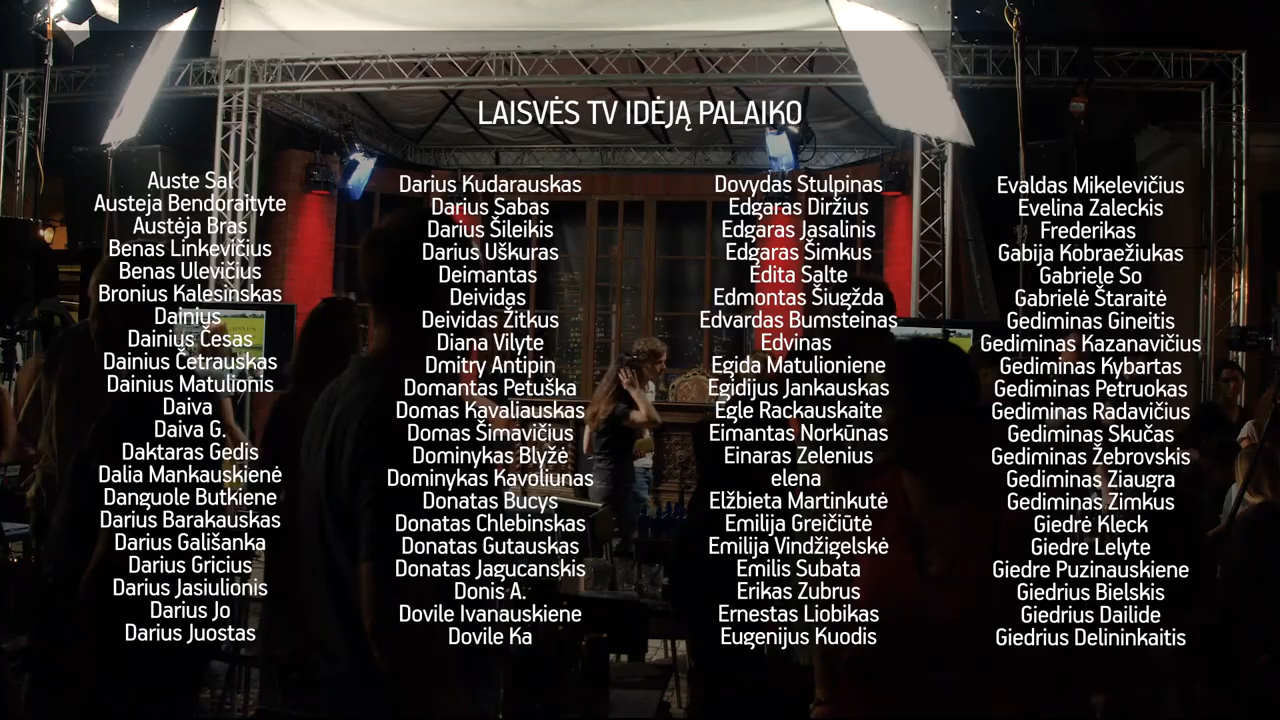 LAISVĖS TV IDĖJĄ PALAIKO
Auste Sal
Austeja Bendoraityte
Austėja Bras
Benas Linkevičius
Benas Ulevičius
Bronius Kalesinskas
Dainius
Dainius Česas
Dainius Četrauskas
Dainius Matulionis
Daiva
Daiva G.
Daktaras Gedis
Dalia Mankauskienė
Danguole Butkiene
Darius Barakauskas
Darius Gališanka
Darius Gricius
Darius Jasiulionis
Darius Jo
Darius Juostas
Darius Kudarauskas
Darius Sabas
Darius Šileikis
Darius Uškuras
Deimantas
Deividas
Deividas Žitkus
Diana Vilyte
Dmitry Antipin
Domantas Petuška
Domas Kavaliauskas
Domas Šimavičius
Dominykas Blyžė
Dominykas Kavoliunas
Donatas Bucys
Donatas Chlebinskas
Donatas Gutauskas
Donatas Jagucanskis
Donis A.
Dovile Ivanauskiene
Dovile Ka
Dovydas Stulpinas
Edgaras Diržius
Edgaras Jasalinis
Edgaras Šimkus
Edita Salte
Edmontas Šiugžda
Edvardas Bumsteinas
Edvinas
Egida Matulioniene
Egidijus Jankauskas
Egle Rackauskaite
Eimantas Norkūnas
Einaras Zelenius
elena
Elžbieta Martinkutė
Emilija Greičiūtė
Emilija Vindžigelskė
Emilis Subata
Erikas Zubrus
Ernestas Liobikas
Eugenijus Kuodis
Evaldas Mikelevičius
Evelina Zaleckis
Frederikas
Gabija Kobraežiukas
Gabriele So
Gabrielė Štaraitė
Gediminas Gineitis
Gediminas Kazanavičius
Gediminas Kybartas
Gediminas Petruokas
Gediminas Radavičius
Gediminas Skučas
Gediminas Žebrovskis
Gediminas Ziaugra
Gediminas Zimkus
Giedrė Kleck
Giedre Lelyte
Giedre Puzinauskiene
Giedrius Bielskis
Giedrius Dailide
Giedrius Delininkaitis